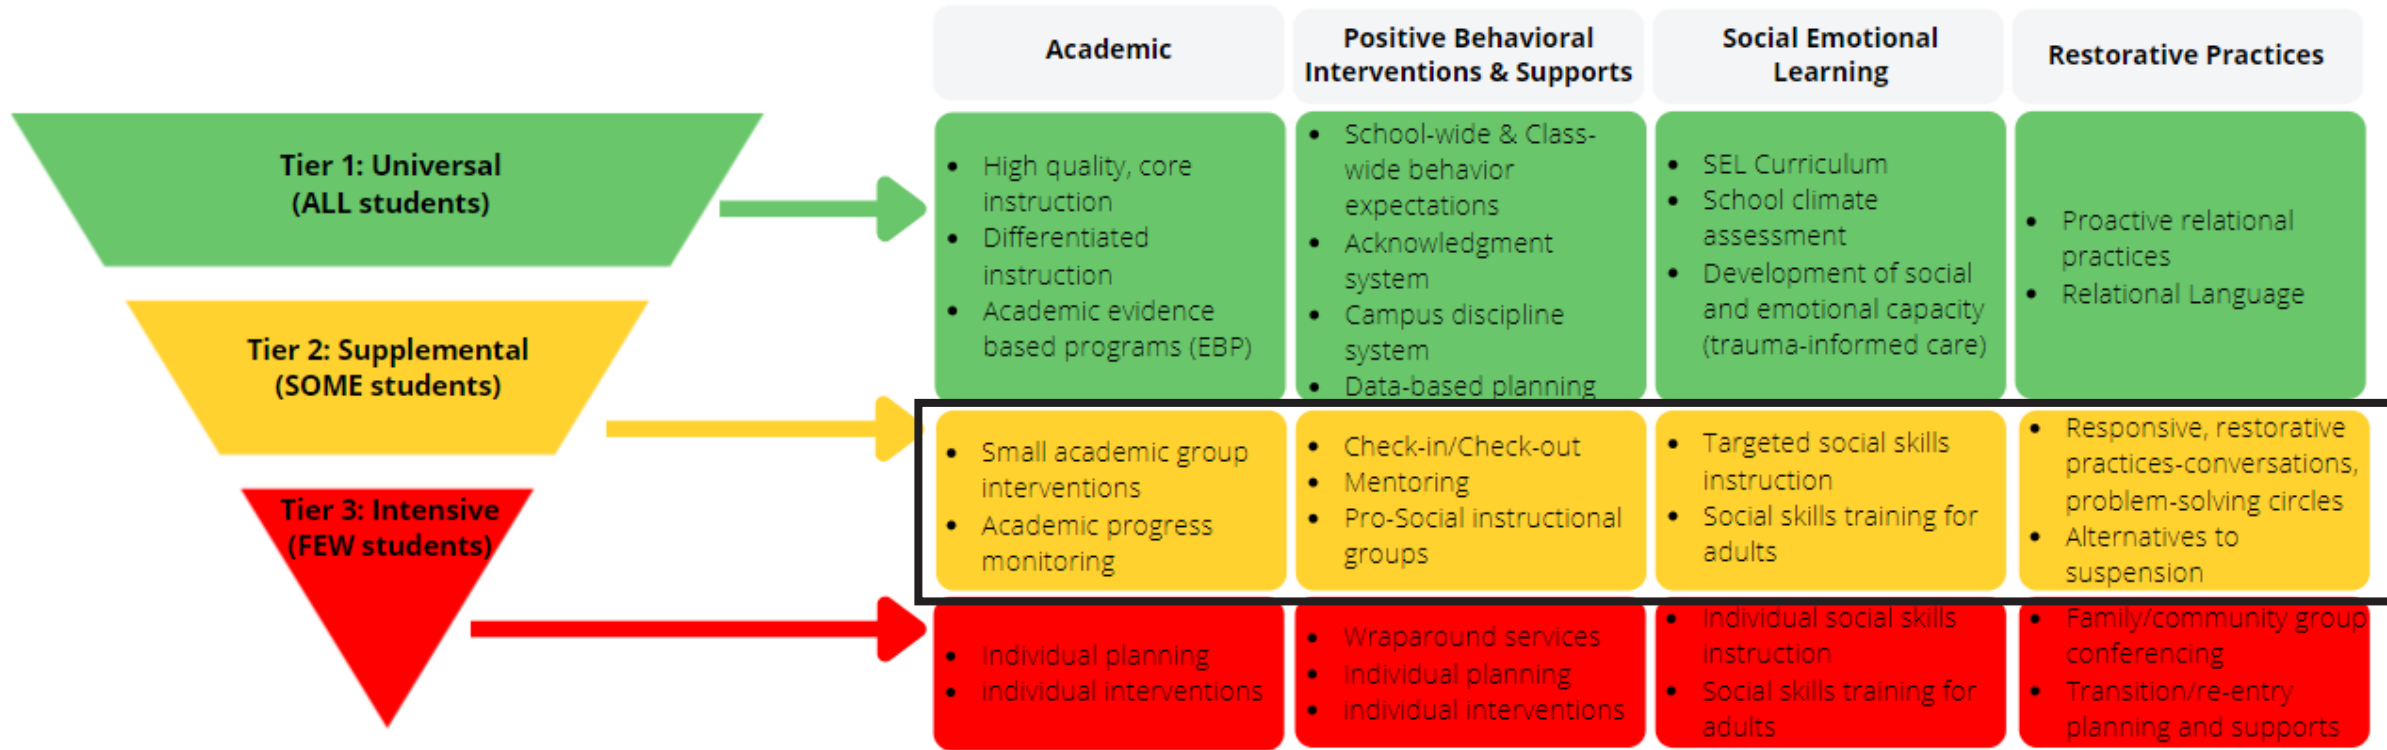 Academic
Positive Behavioral
Interventions & Supports
Social Emotional
Learning
Restorative Practices
Tier 1: Universal
(ALL students)
• High quality, core
instruction
• Differentiated
instruction
• Academic evidence
based programs (EBP)
• School-wide & Class-
wide behavior
expectations
• Acknowledgment
system
• Campus discipline
system
• Data-based planning
• SEL Curriculum
• School climate
assessment
• Development of social
and emotional capacity
(trauma-informed care)
• Proactive relational
practices
• Relational Language
Tier 2: Supplemental
(SOME students)
• Small academic group
interventions
• Academic progress
monitoring
• Check-in/Check-out
• Mentoring
• Pro-Social instructional
groups
• Targeted social skills
instruction
• Social skills training for
adults
• Responsive, restorative
practices-conversations,
problem-solving circles
• Alternatives to
suspension
Tier 3: Intensive
(FEW students)
• Individual planning
• individual interventions
• Wraparound services
• Individual planning
• individual interventions
• Individual social skills
instruction
• Social skills training for
adults
• Family/community group
conferencing
• Transition/re-entry
planning and supports